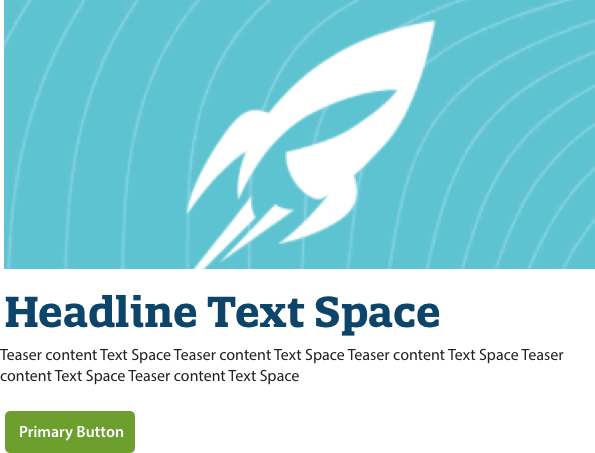 Headline Text Space
Teaser content Text Space Teaser content Text Space Teaser content Text Space Teaser
content Text Space Teaser content Text Space
Primary Button